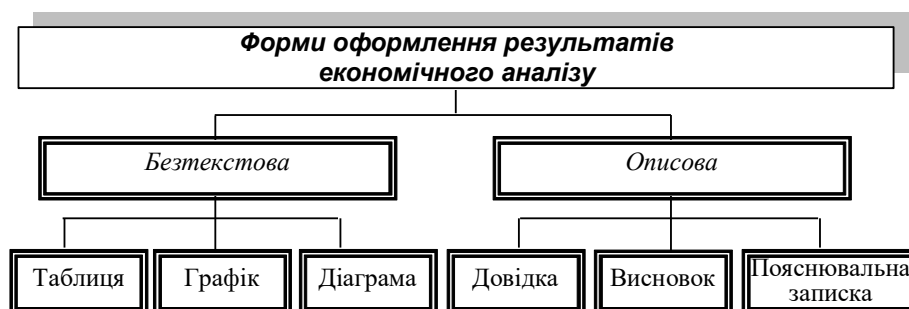 Форми оформлення результатів
економічного аналізу
Безтекстова
Описова
Таблиця
Графік
Діаграма
Довідка
Висновок
Пояснювальна
записка